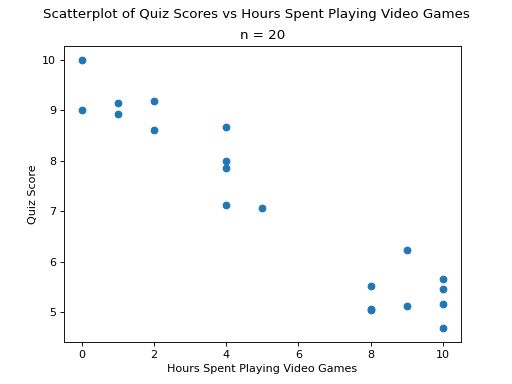 Scatterplot of Quiz Scores vs Hours Spent Playing Video Games
n = 20
10
9
8
7
6
5
Quiz Score
0 2 4 6 8 10
Hours Spent Playing Video Games